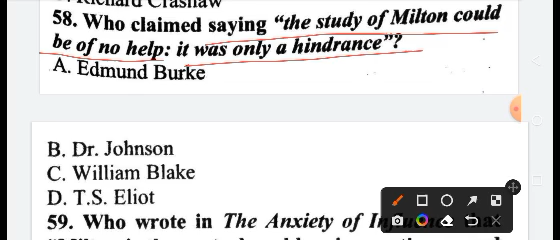 58. Who claimed saying “the study of Milton could
be of no help: it was only a hindrance”?
A. Edmund Burke
B. Dr. Johnson
C. William Blake
D. T.S. Eliot
59. Who wrote in The Anxiety of